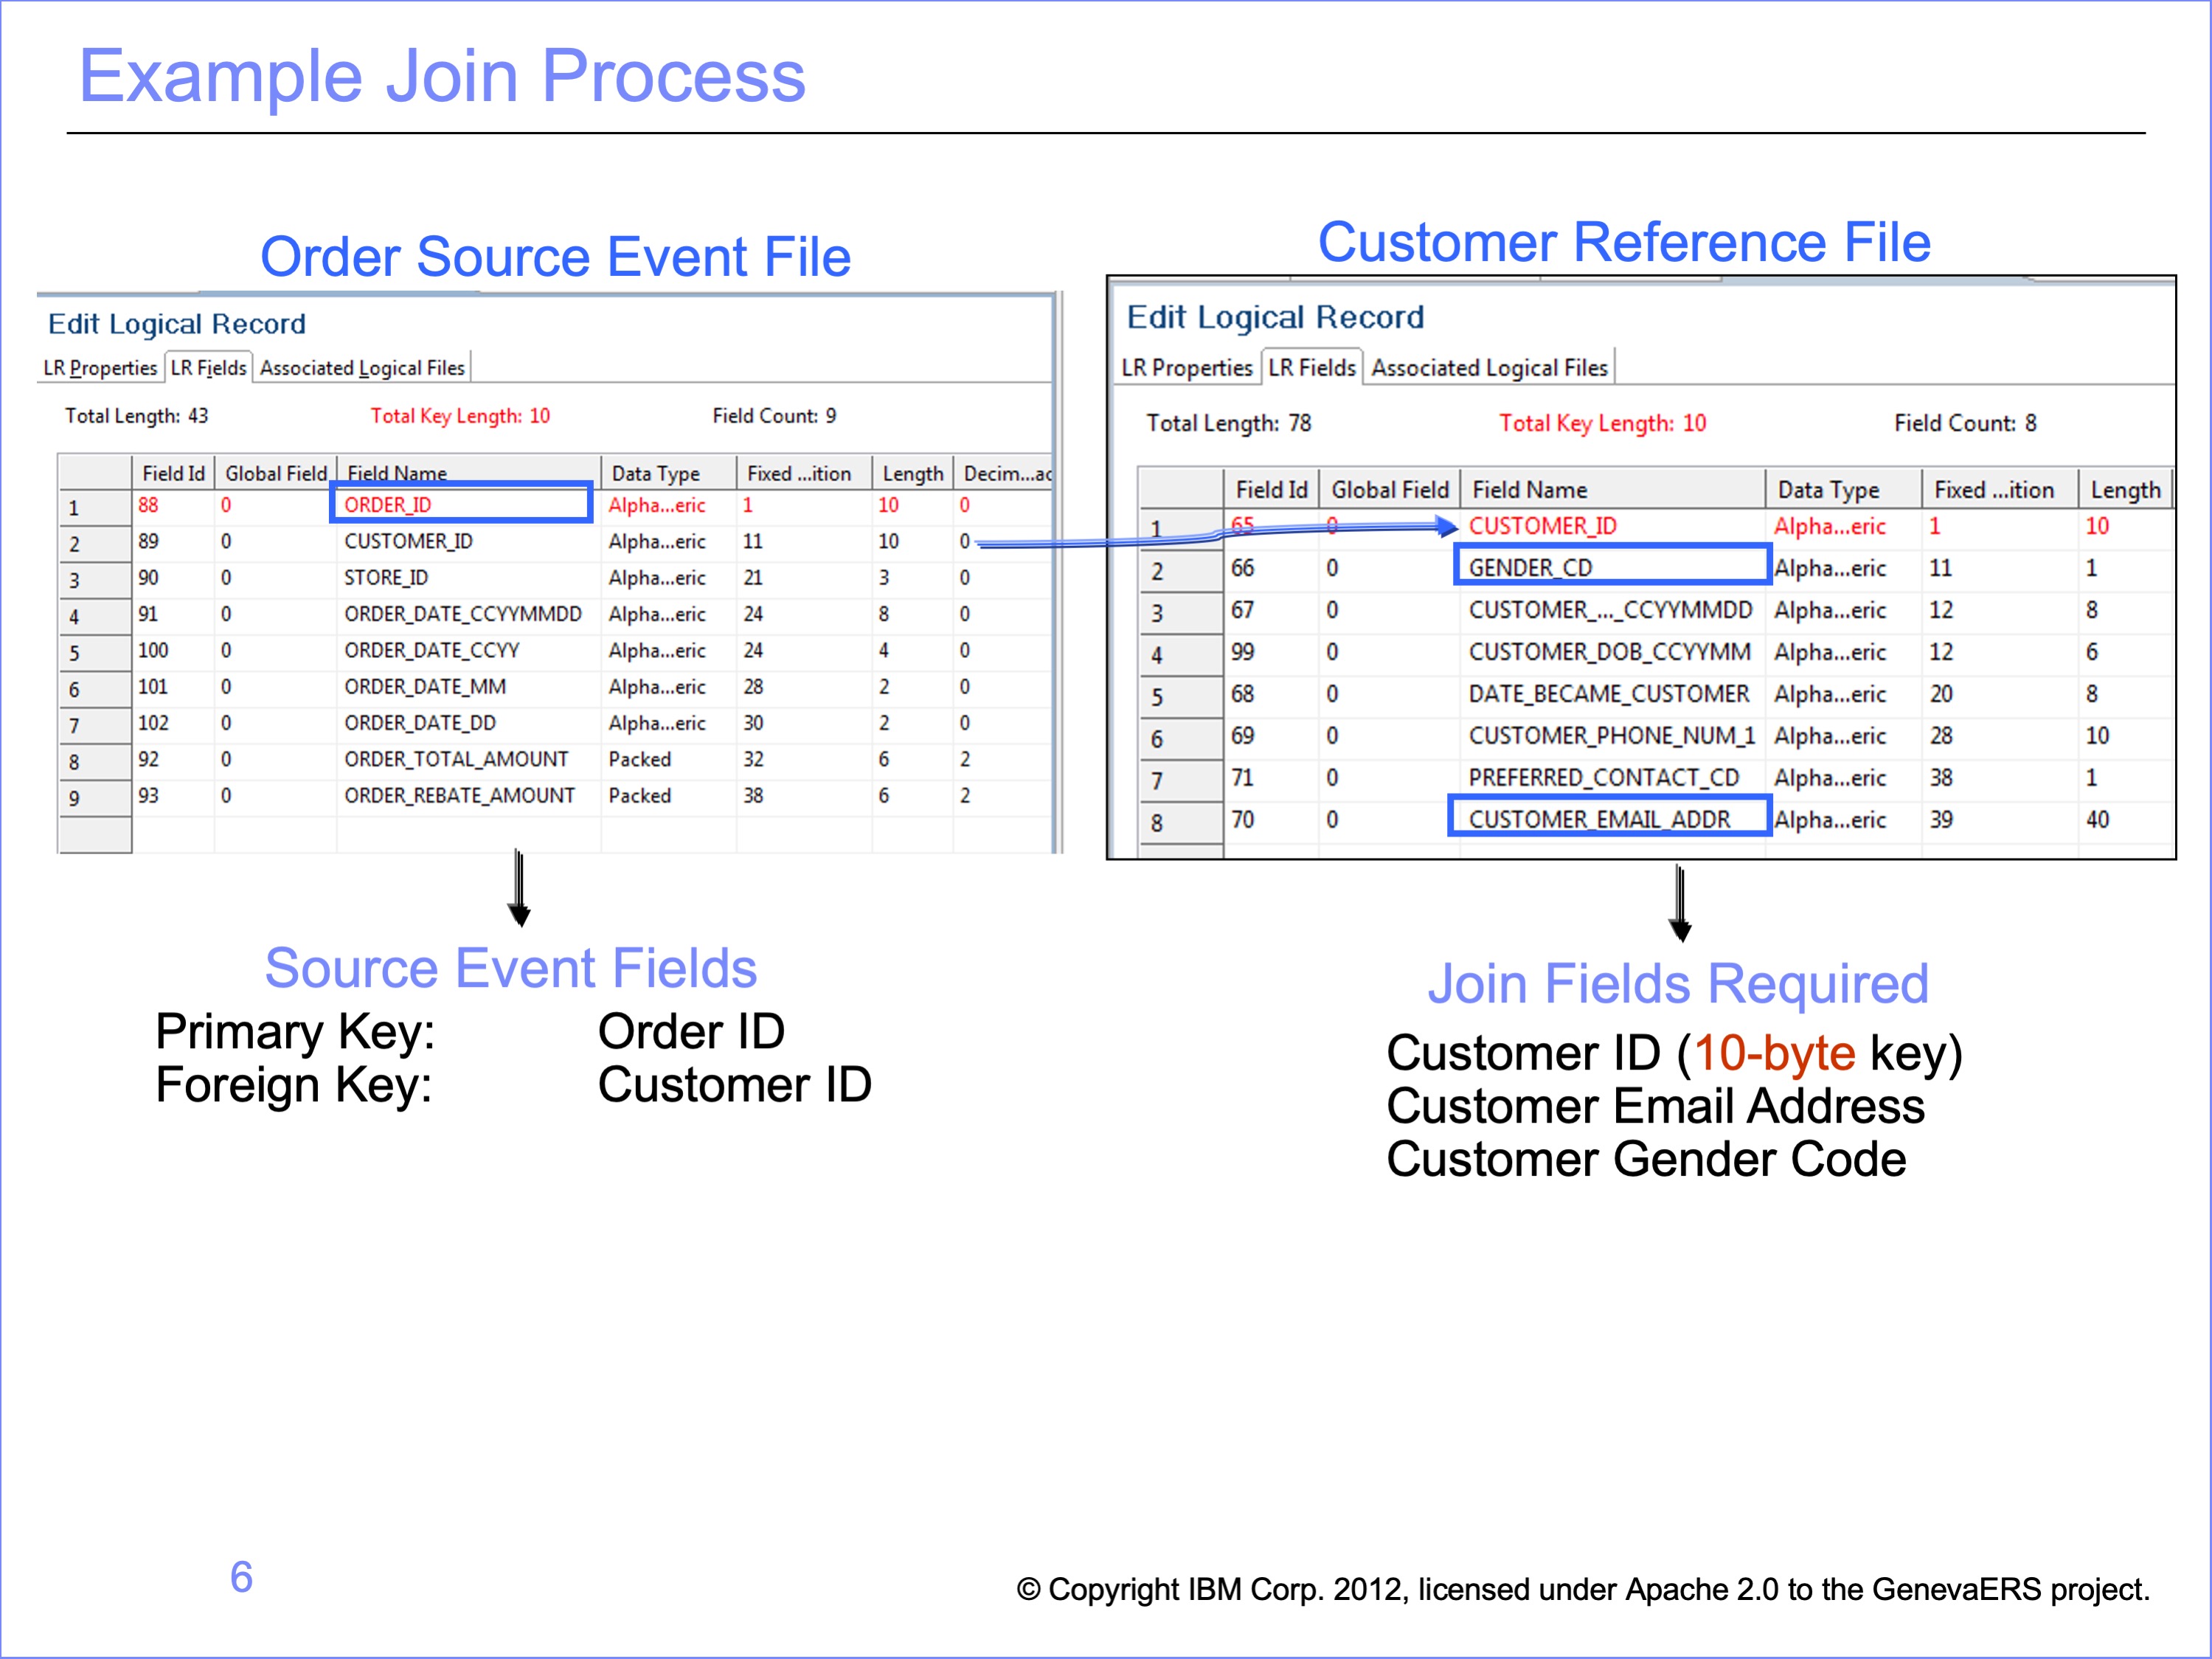 Example Join Process
Order Source Event File
Edit Logical Record
LR Properties LR Fields Associated Logical Files
Total Length: 43 Total Key Length: 10 Field Count: 9
Field Id Global Field Field Name Data Type Fixed ...ition Length Decim...ac
1 88 0 ORDER_ID Alpha...eric 1 10 0
2 89 0 CUSTOMER_ID Alpha...eric 11 10 0
3 90 0 STORE_ID Alpha...eric 21 3 0
4 91 0 ORDER_DATE_CCYYMMDD Alpha...eric 24 8 0
5 100 0 ORDER_DATE_CCYY Alpha...eric 24 4 0
6 101 0 ORDER_DATE_MM Alpha...eric 28 2 0
7 102 0 ORDER_DATE_DD Alpha...eric 30 2 0
8 92 0 ORDER_TOTAL_AMOUNT Packed 32 6 2
9 93 0 ORDER_REBATE_AMOUNT Packed 38 6 2
Customer Reference File
Edit Logical Record
LR Properties LR Fields Associated Logical Files
Total Length: 78 Total Key Length: 10 Field Count: 8
Field Id Global Field Field Name Data Type Fixed ...ition Length
1 65 0 CUSTOMER_ID Alpha...eric 1 10
2 66 0 GENDER_CD Alpha...eric 11 1
3 67 0 CUSTOMER_..._CCYYMMDD Alpha...eric 12 8
4 99 0 CUSTOMER_DOB_CCYYMM Alpha...eric 12 6
5 68 0 DATE_BECAME_CUSTOMER Alpha...eric 20 8
6 69 0 CUSTOMER_PHONE_NUM_1 Alpha...eric 28 10
7 71 0 PREFERRED_CONTACT_CD Alpha...eric 38 1
8 70 0 CUSTOMER_EMAIL_ADDR Alpha...eric 39 40
Source Event Fields
Primary Key: Order ID
Foreign Key: Customer ID
Join Fields Required
Customer ID (10-byte key)
Customer Email Address
Customer Gender Code
6
© Copyright IBM Corp. 2012, licensed under Apache 2.0 to the GenevaERS project.